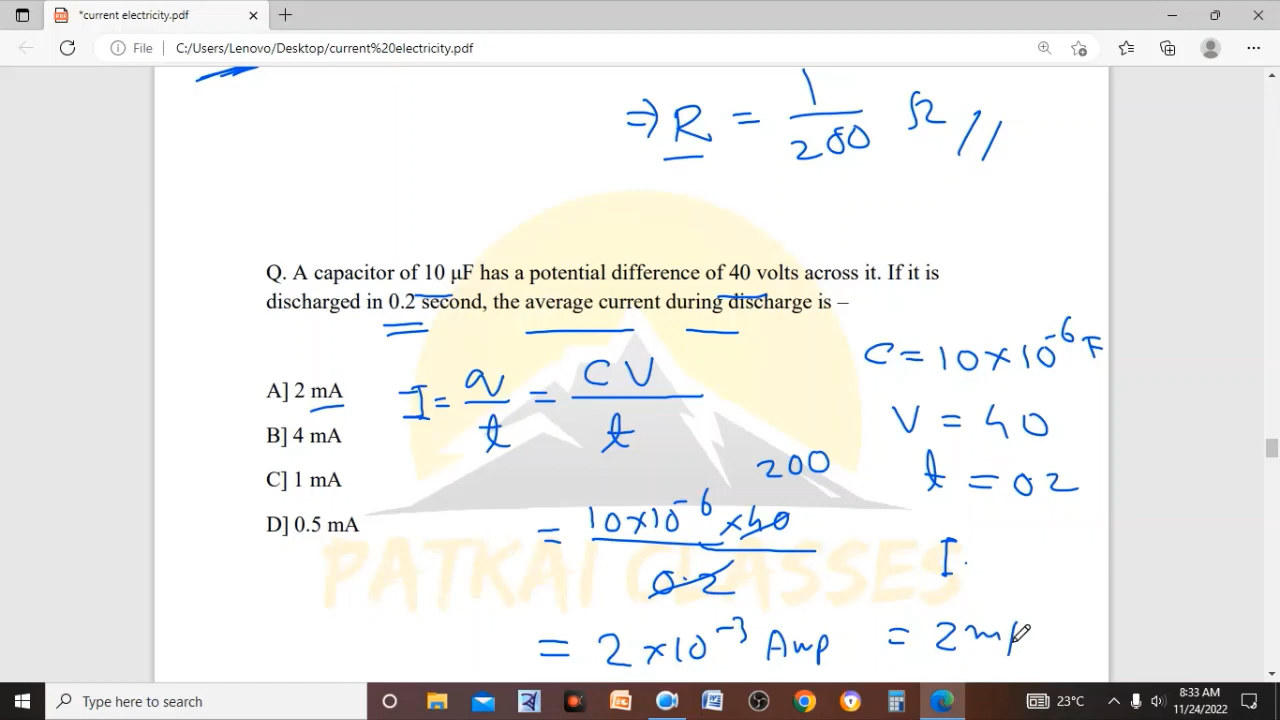 *current electricity.pdf
File C:/Users/Lenovo/Desktop/current%20electricity.pdf
⇒ R = 1/280 Ω //
Q. A capacitor of 10 μF has a potential difference of 40 volts across it. If it is
discharged in 0.2 second, the average current during discharge is –
C = 10 × 10⁻⁶ F
A] 2 mA
I = q/t = CV/t
V = 40
B] 4 mA
200
C] 1 mA
t = 02
D] 0.5 mA
= 10×10⁻⁶ × 40 / 0.2
I
PATKAI CLASSES
= 2 × 10⁻³ Amp = 2 m
Type here to search
23°C
8:33 AM
11/24/2022